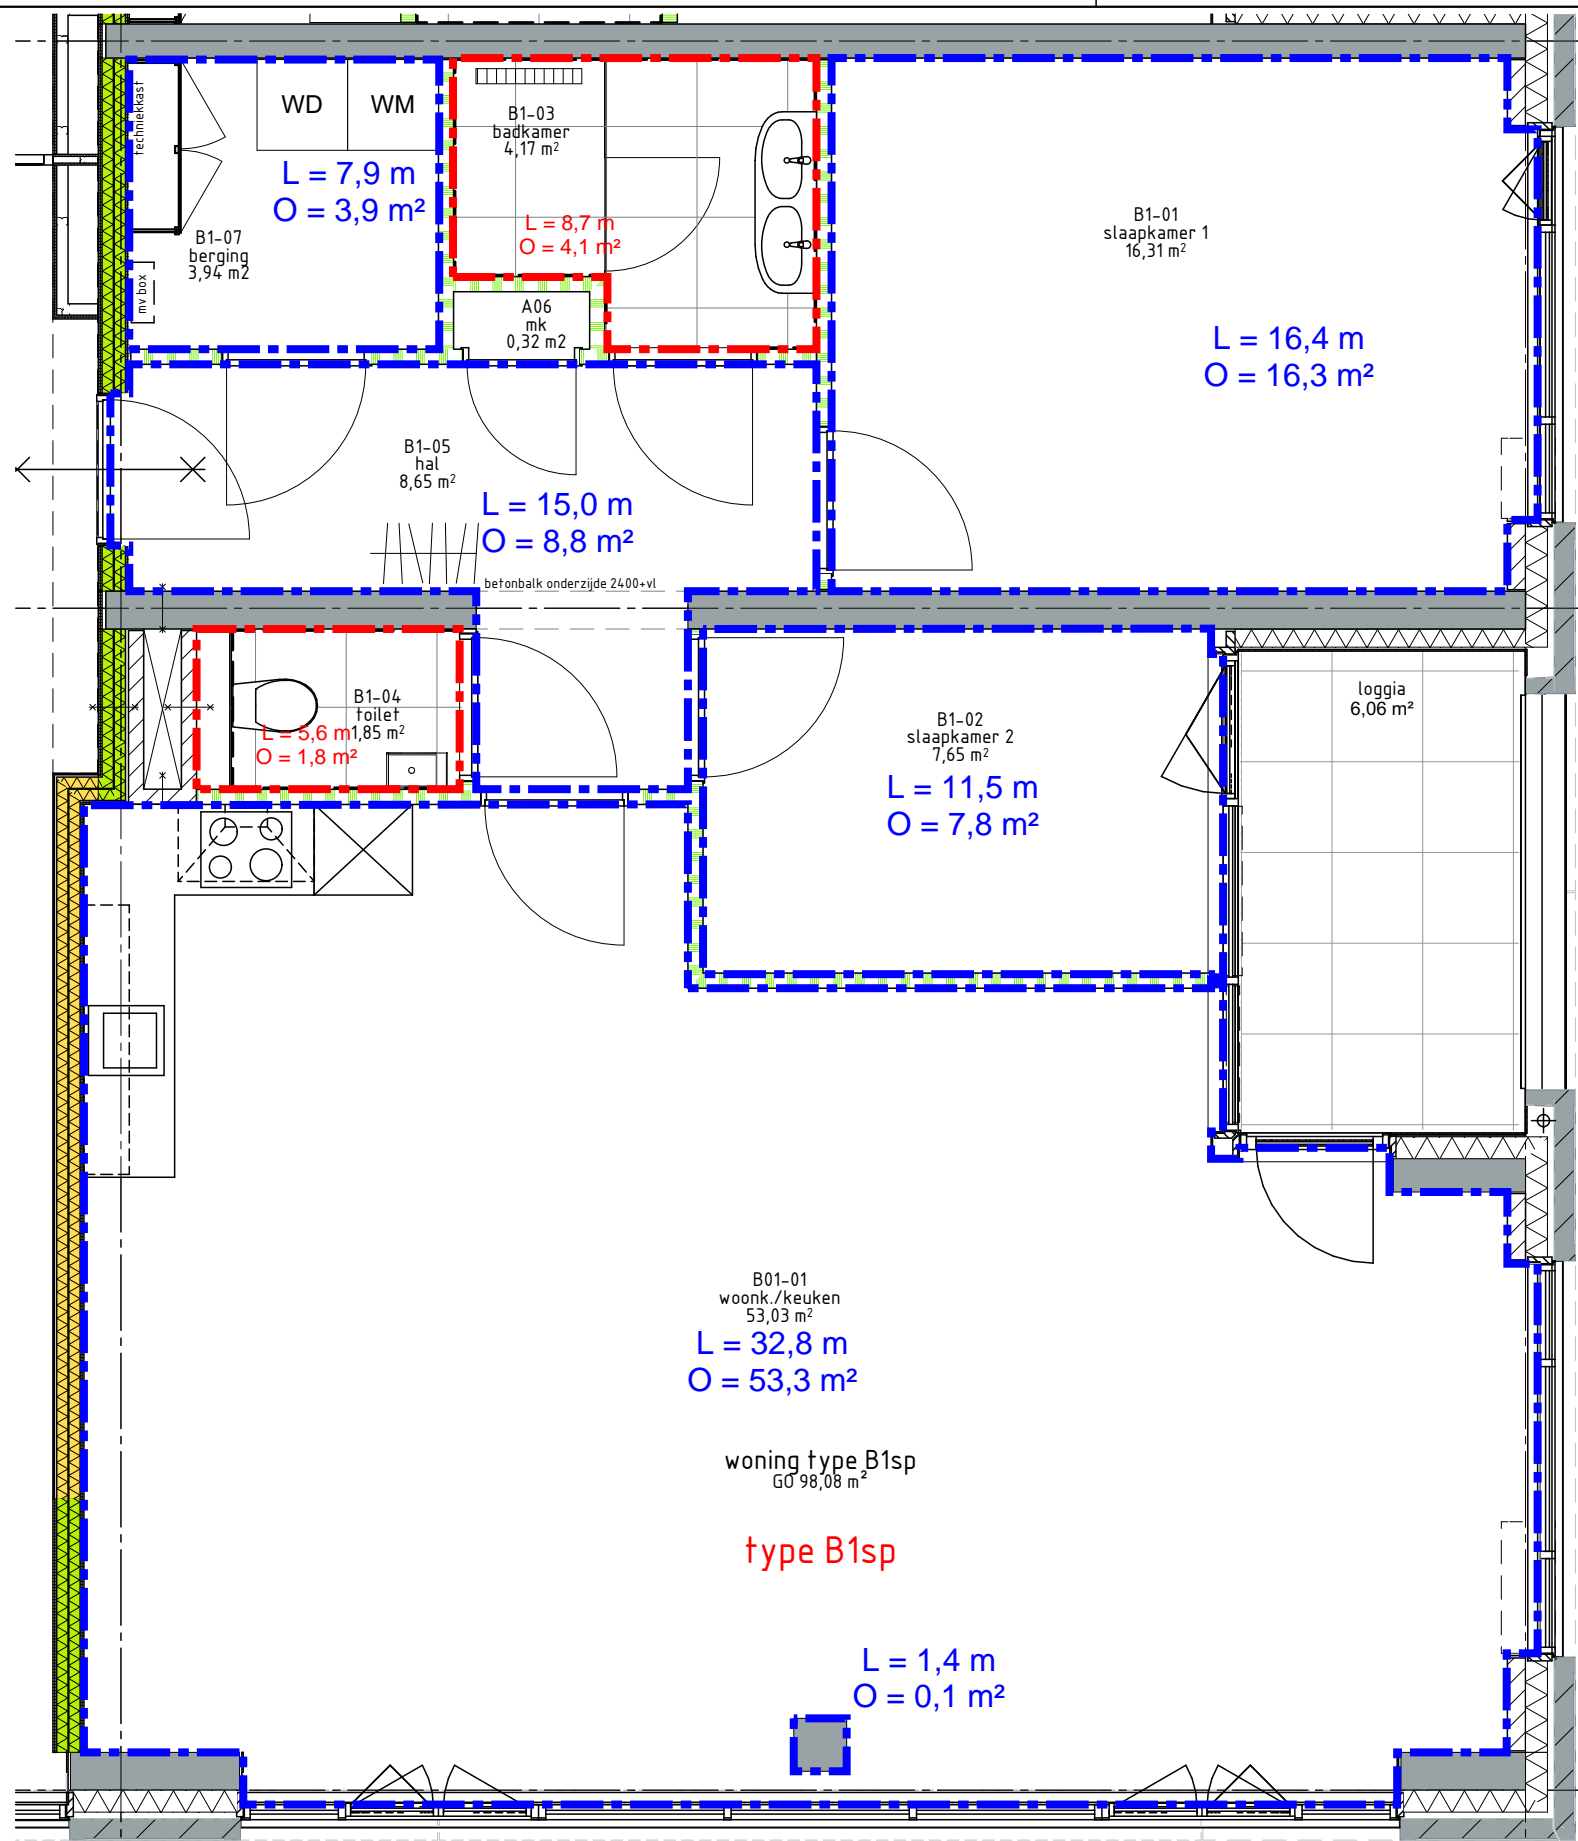 techniekkast
WD
WM
L = 7,9 m
O = 3,9 m²
B1-07
berging
3,94 m2
mv box
B1-03
badkamer
4,17 m²
L = 8,7 m
O = 4,1 m²
A06
mk
0,32 m2
B1-01
slaapkamer 1
16,31 m²
L = 16,4 m
O = 16,3 m²
B1-05
hal
8,65 m²
L = 15,0 m
O = 8,8 m²
betonbalk onderzijde 2400+vl
B1-04
toilet
1,85 m²
L = 5,6 m
O = 1,8 m²
B1-02
slaapkamer 2
7,65 m²
L = 11,5 m
O = 7,8 m²
loggia
6,06 m²
B01-01
woonk./keuken
53,03 m²
L = 32,8 m
O = 53,3 m²
woning type B1sp
GO 98,08 m²
type B1sp
L = 1,4 m
O = 0,1 m²